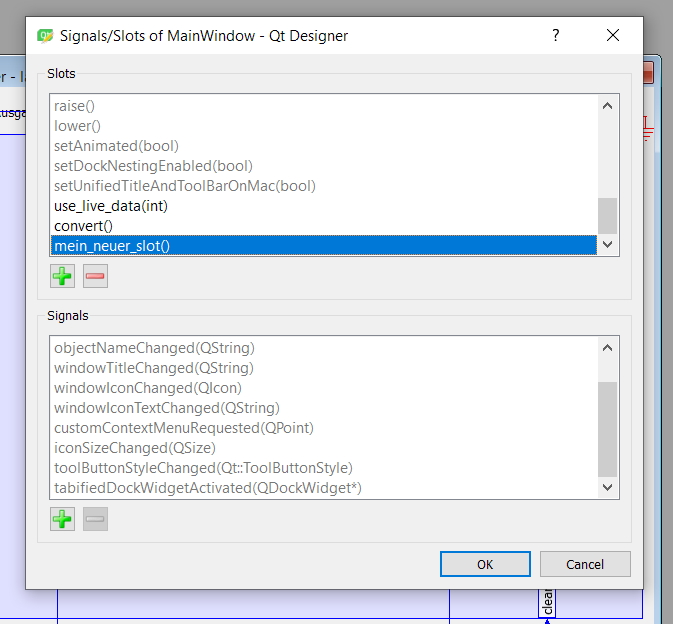 Signals/Slots of MainWindow - Qt Designer
?
Slots
raise()
lower()
setAnimated(bool)
setDockNestingEnabled(bool)
setUnifiedTitleAndToolBarOnMac(bool)
use_live_data(int)
convert()
mein_neuer_slot()
Signals
objectNameChanged(QString)
windowTitleChanged(QString)
windowIconChanged(QIcon)
windowIconTextChanged(QString)
customContextMenuRequested(QPoint)
iconSizeChanged(QSize)
toolButtonStyleChanged(Qt::ToolButtonStyle)
tabifiedDockWidgetActivated(QDockWidget*)
OK
Cancel